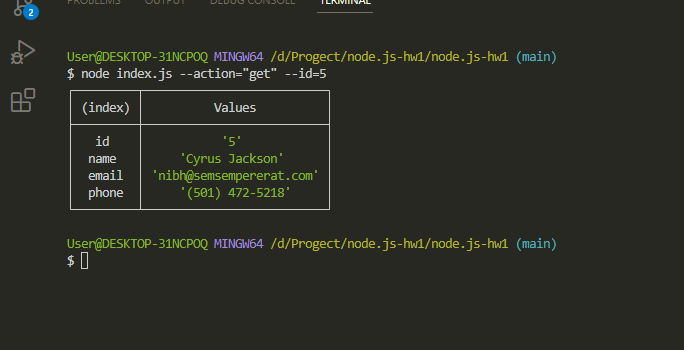 PROBLEMS OUTPUT DEBUG CONSOLE TERMINAL
2
User@DESKTOP-31NCPOQ MINGW64 /d/Progect/node.js-hw1/node.js-hw1 (main)
$ node index.js --action="get" --id=5
(index) Values
id '5'
name 'Cyrus Jackson'
email 'nibh@semsempererat.com'
phone '(501) 472-5218'
User@DESKTOP-31NCPOQ MINGW64 /d/Progect/node.js-hw1/node.js-hw1 (main)
$